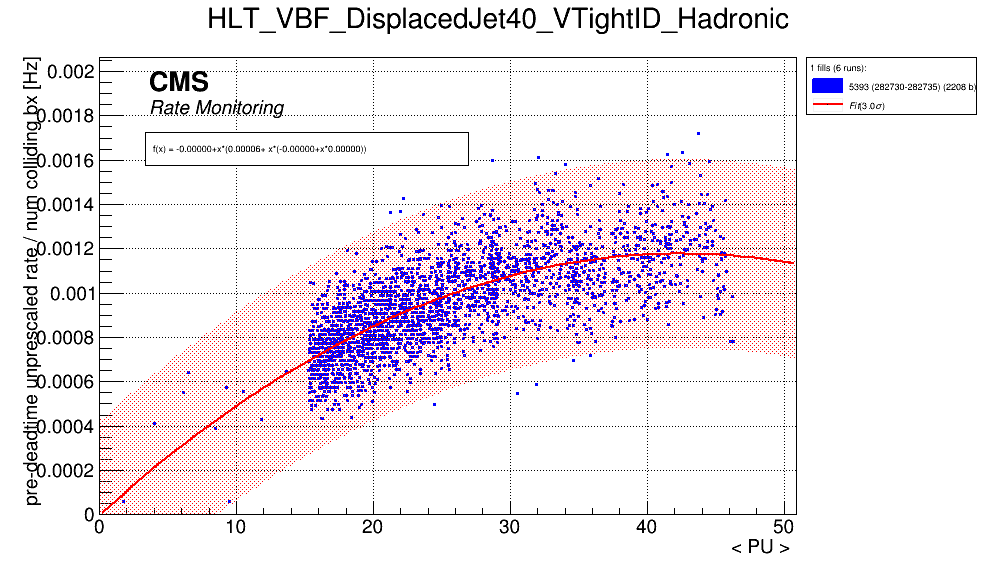 HLT_VBF_DisplacedJet40_VTightID_Hadronic
pre-deadtime unprescaled rate / num colliding bx [Hz]
0.002
0.0018
0.0016
0.0014
0.0012
0.001
0.0008
0.0006
0.0004
0.0002
0
CMS
Rate Monitoring
f(x) = -0.00000+x*(0.00006+ x*(-0.00000+x*0.00000))
0 10 20 30 40 50
< PU >
1 fills (6 runs):
5393 (282730-282735) (2208 b)
Fit(3.0σ)